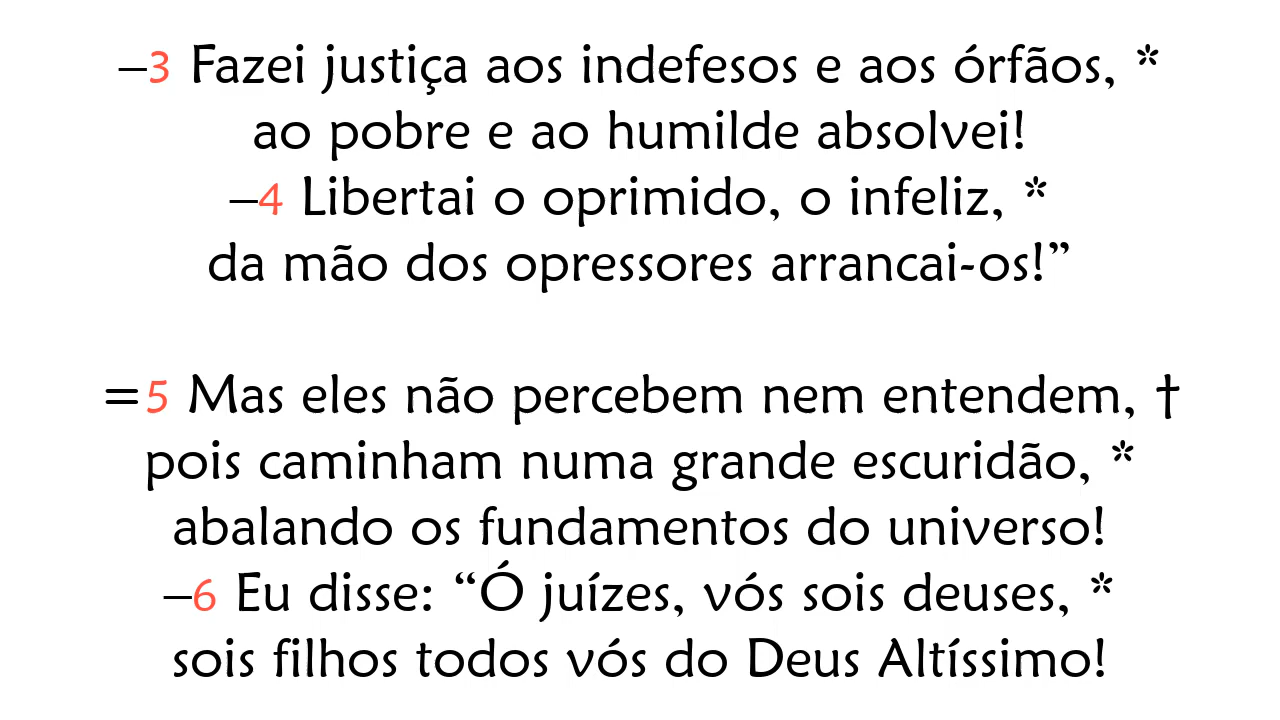 –3 Fazei justiça aos indefesos e aos órfãos, *
ao pobre e ao humilde absolvei!
–4 Libertai o oprimido, o infeliz, *
da mão dos opressores arrancai-os!”
=5 Mas eles não percebem nem entendem, †
pois caminham numa grande escuridão, *
abalando os fundamentos do universo!
–6 Eu disse: “Ó juízes, vós sois deuses, *
sois filhos todos vós do Deus Altíssimo!